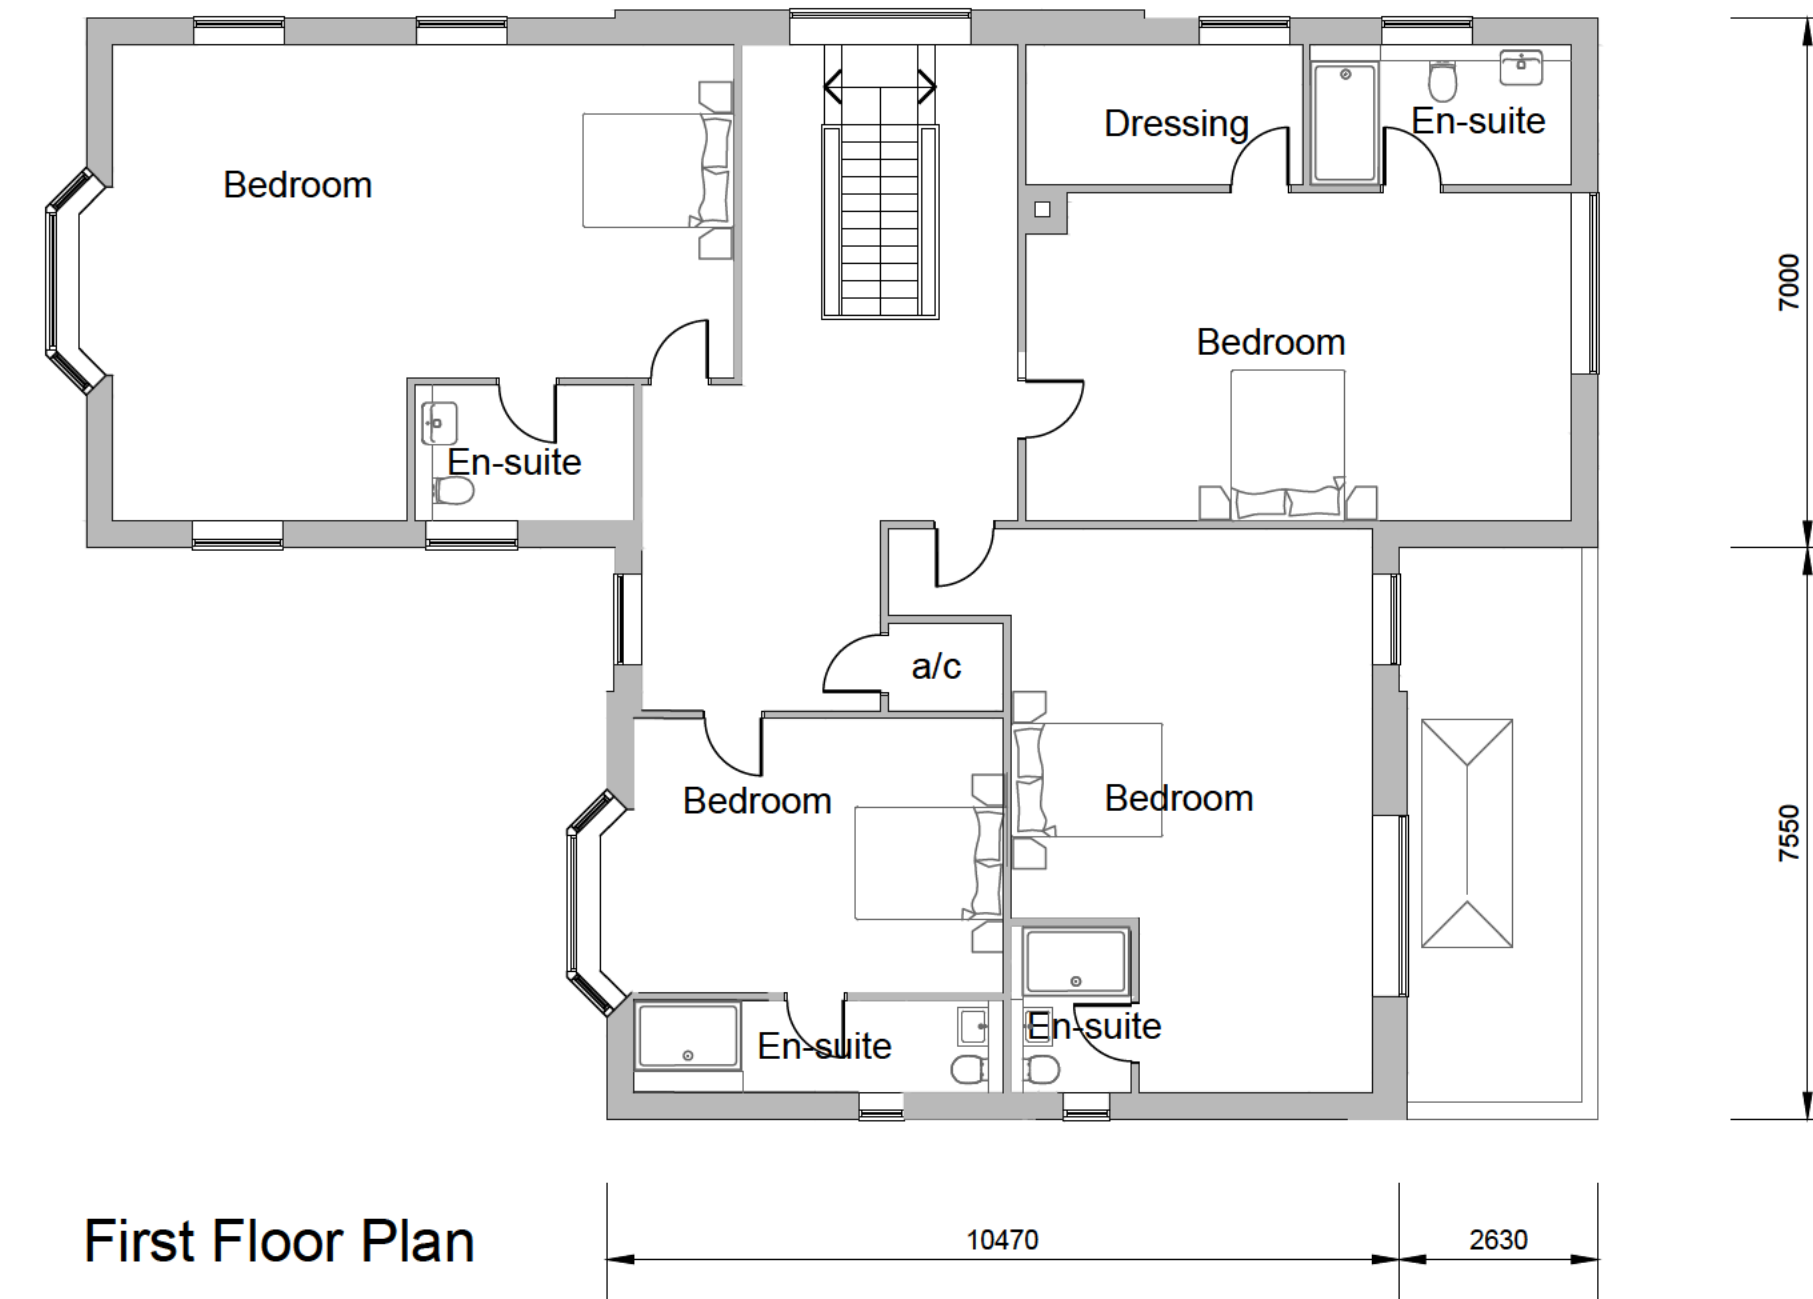 Dressing
En-suite
Bedroom
7000
Bedroom
En-suite
a/c
Bedroom
Bedroom
7550
En-suite
En-suite
First Floor Plan
10470
2630